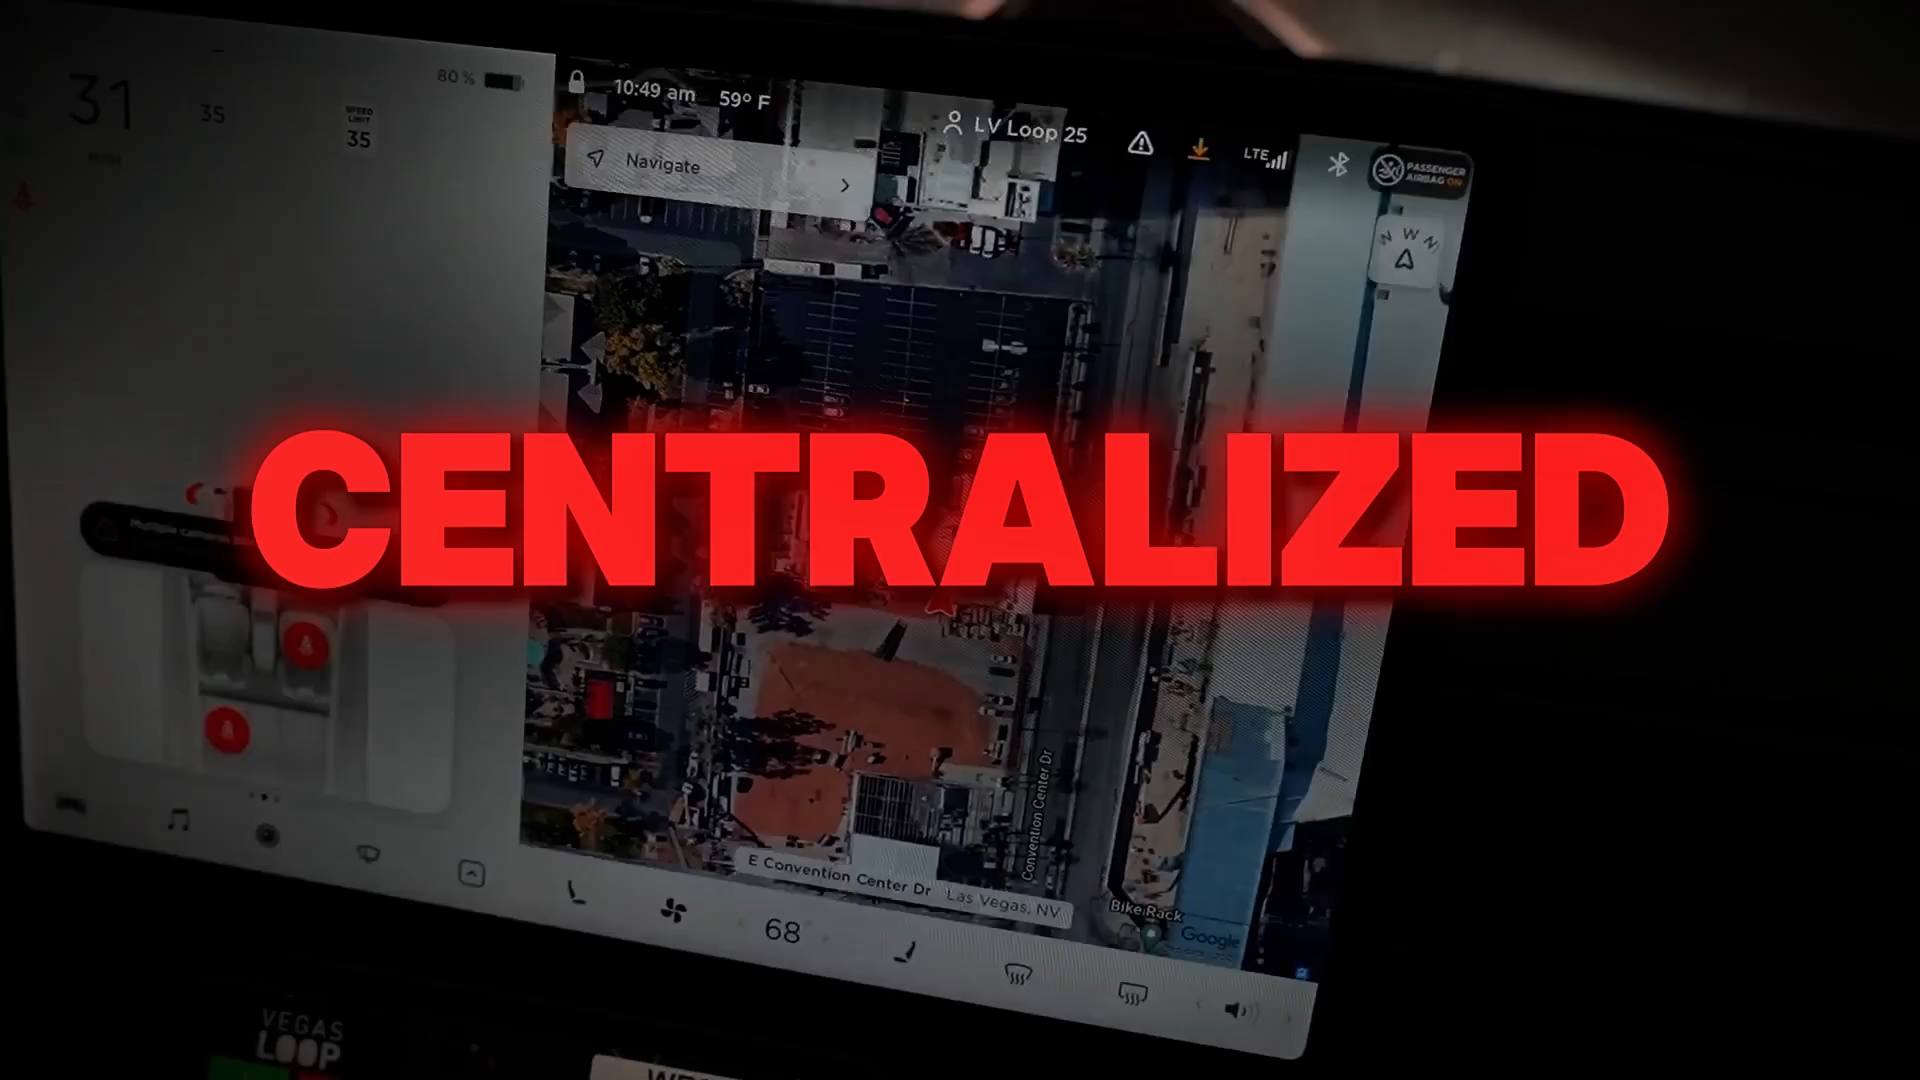 31
35
SPEED
LIMIT
35
80 %
10:49 am 59° F
LV Loop 25
LTE
PASSENGER
AIRBAG ON
Navigate
W
N
CENTRALIZED
Multiple
Convention Center Dr
E Convention Center Dr Las Vegas, NV
Bike Rack
Google
68
VEGAS
LOOP